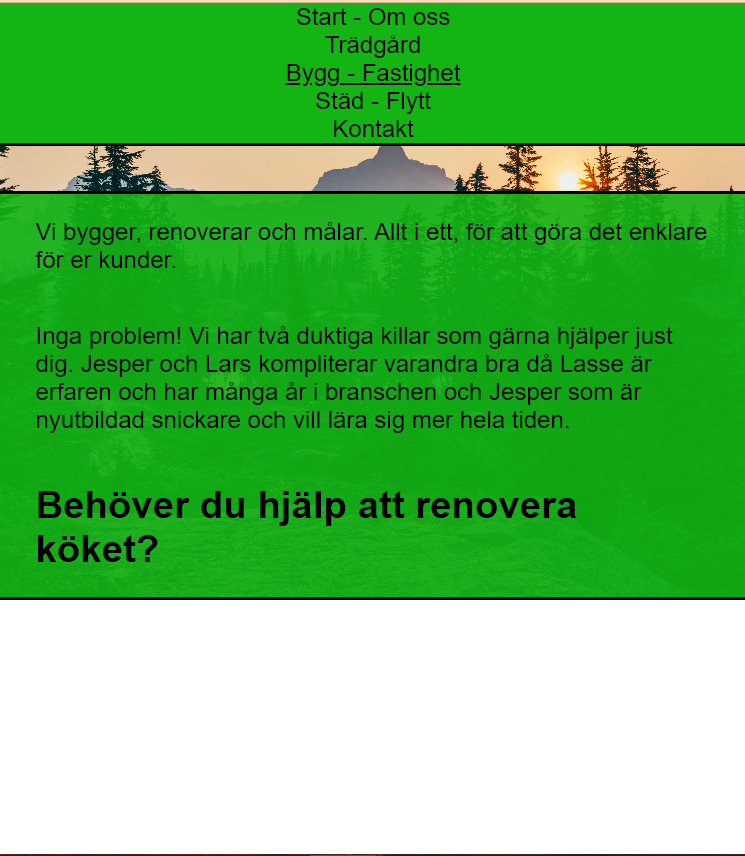 Start - Om oss
Trädgård
Bygg - Fastighet
Städ - Flytt
Kontakt
Vi bygger, renoverar och målar. Allt i ett, för att göra det enklare
för er kunder.
Inga problem! Vi har två duktiga killar som gärna hjälper just
dig. Jesper och Lars kompliterar varandra bra då Lasse är
erfaren och har många år i branschen och Jesper som är
nyutbildad snickare och vill lära sig mer hela tiden.
Behöver du hjälp att renovera
köket?